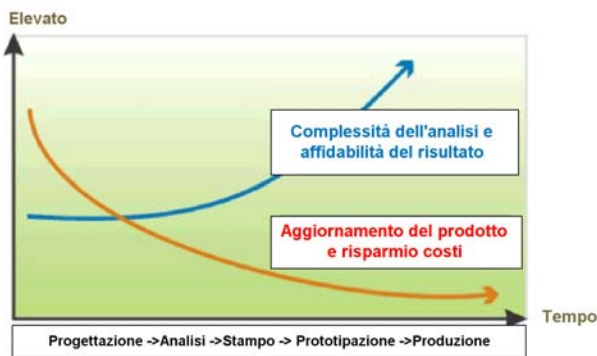 Elevato
Complessità dell'analisi e
affidabilità del risultato
Aggiornamento del prodotto
e risparmio costi
Tempo
Progettazione ->Analisi ->Stampo -> Prototipazione ->Produzione